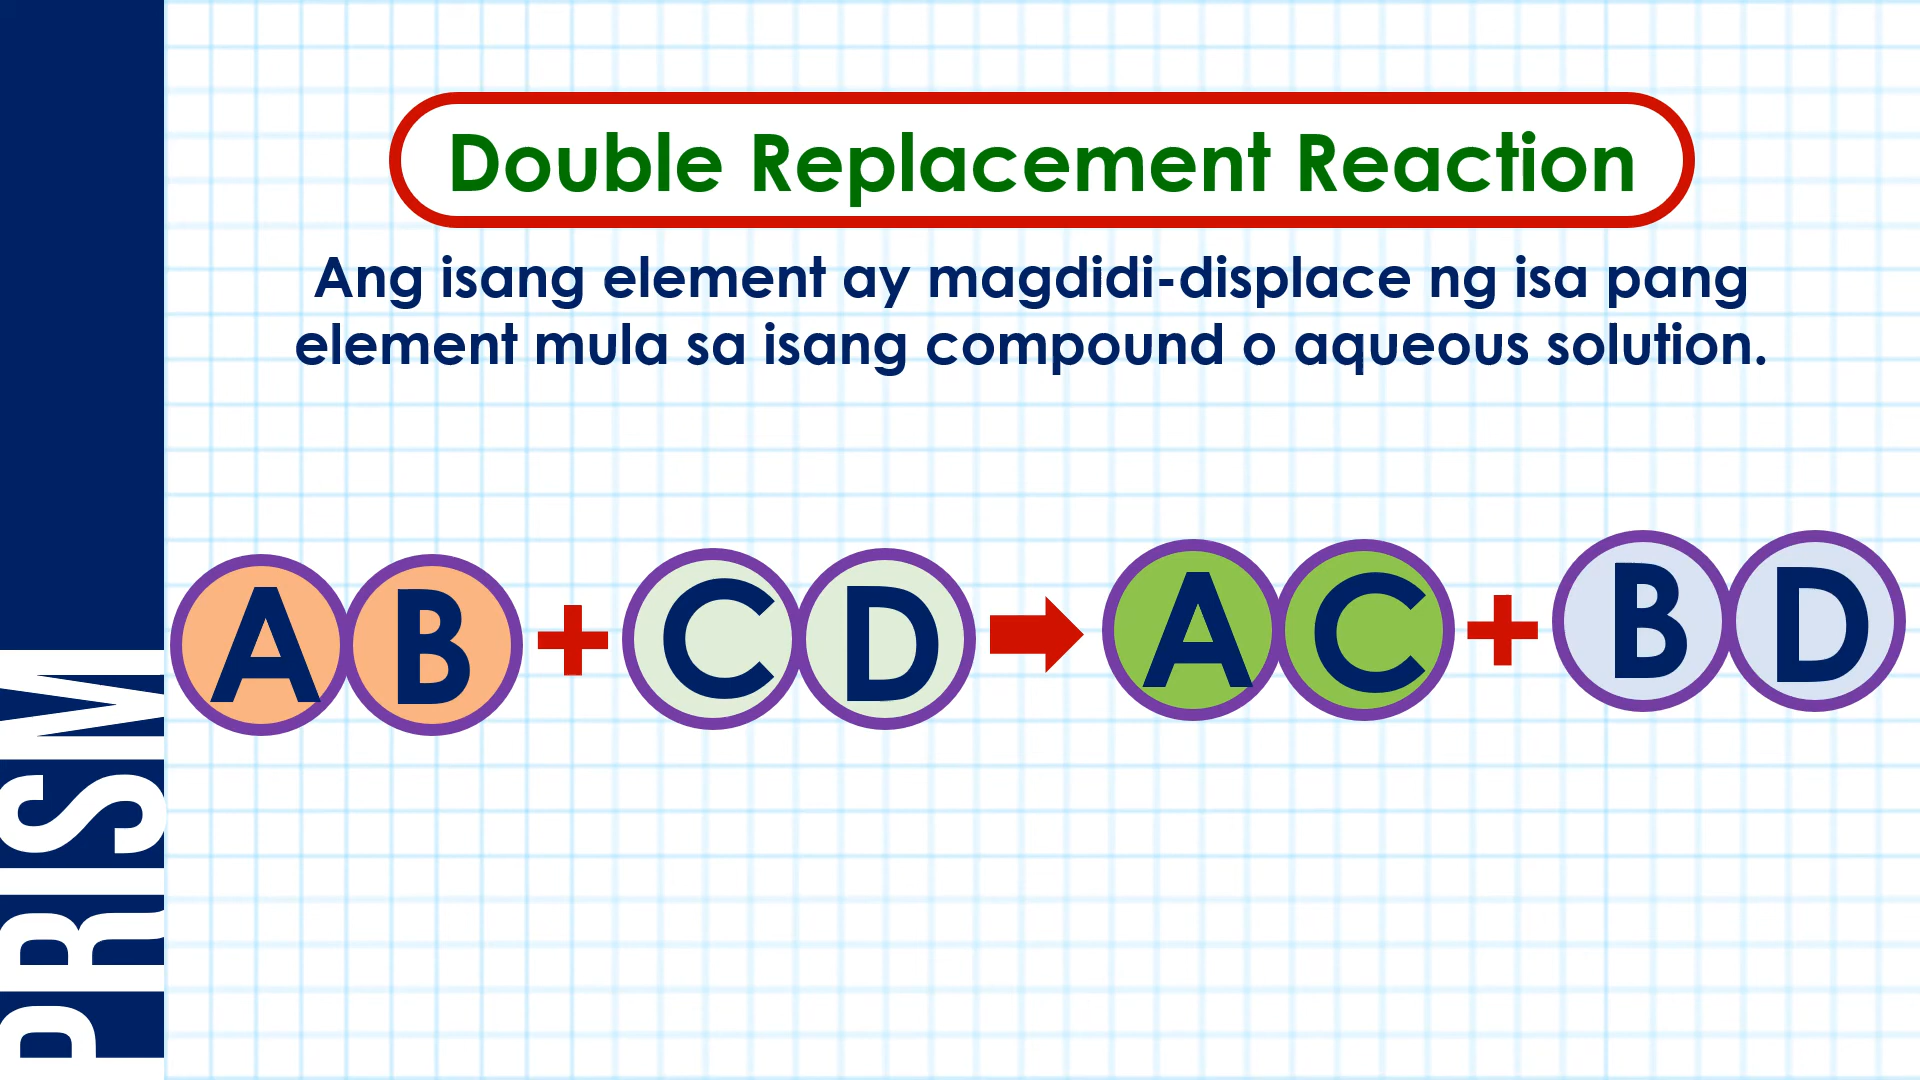 Double Replacement Reaction
Ang isang element ay magdidi-displace ng isa pang
element mula sa isang compound o aqueous solution.
AB + CD → AC + BD
PRISM